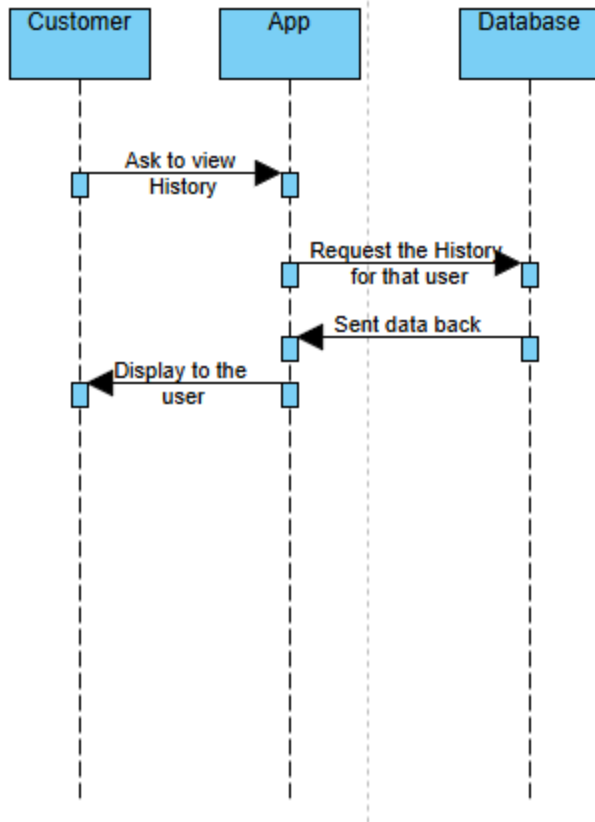 Customer
App
Database
Ask to view
History
Request the History
for that user
Sent data back
Display to the
user